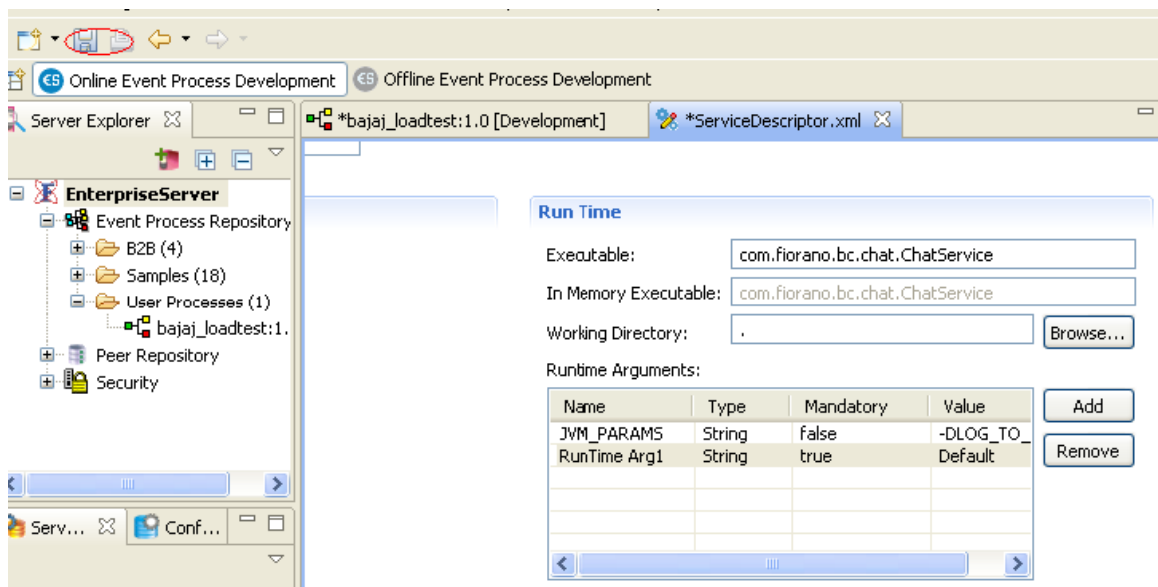 Online Event Process Development
Offline Event Process Development
Server Explorer
*bajaj_loadtest:1.0 [Development]
*ServiceDescriptor.xml
EnterpriseServer
Event Process Repository
B2B (4)
Samples (18)
User Processes (1)
bajaj_loadtest:1.
Peer Repository
Security
Serv...
Conf...
Run Time
Executable:
com.fiorano.bc.chat.ChatService
In Memory Executable:
com.fiorano.bc.chat.ChatService
Working Directory:
.
Browse...
Runtime Arguments:
Name Type Mandatory Value
JVM_PARAMS String false -DLOG_TO_
RunTime Arg1 String true Default
Add
Remove